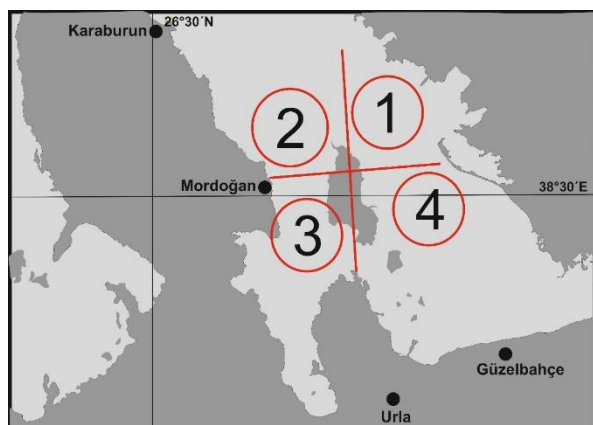 26°30´N
Karaburun
2
1
Mordoğan
38°30´E
4
3
Güzelbahçe
Urla